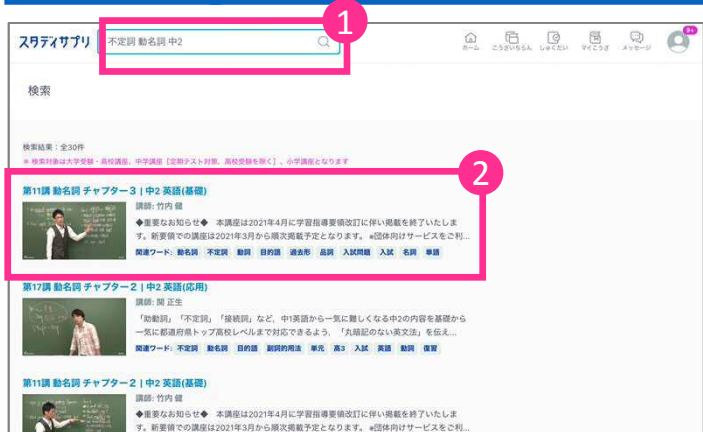 1
スタディサプリ
不定詞 動名詞 中2
ホーム
こうざいちらん
しゅくだい
マイこうざ
メッセージ
9+
検索
検索結果：全30件
※ 検索対象は大学受験・高校講座、中学講座［定期テスト対策、高校受験を除く］、小学講座となります
2
第11講 動名詞 チャプター3 | 中2 英語(基礎)
講師: 竹内 健
◆重要なお知らせ◆　本講座は2021年4月に学習指導要領改訂に伴い掲載を終了いたしま
す。新要領での講座は2021年3月から順次掲載予定となります。 ※団体向けサービスをご利...
関連ワード: 動名詞 不定詞 動詞 目的語 過去形 品詞 入試問題 入試 名詞 単語
第17講 動名詞 チャプター2 | 中2 英語(応用)
講師: 関 正生
「助動詞」「不定詞」「接続詞」など、中1英語から一気に難しくなる中2の内容を基礎から
一気に都道府県トップ高校レベルまで対応できるよう、「丸暗記のない英文法」を伝え...
関連ワード: 不定詞 動名詞 目的語 副詞的用法 単元 高3 入試 英語 動詞 復習
第11講 動名詞 チャプター2 | 中2 英語(基礎)
講師: 竹内 健
◆重要なお知らせ◆　本講座は2021年4月に学習指導要領改訂に伴い掲載を終了いたしま
す。新要領での講座は2021年3月から順次掲載予定となります。 ※団体向けサービスをご利...